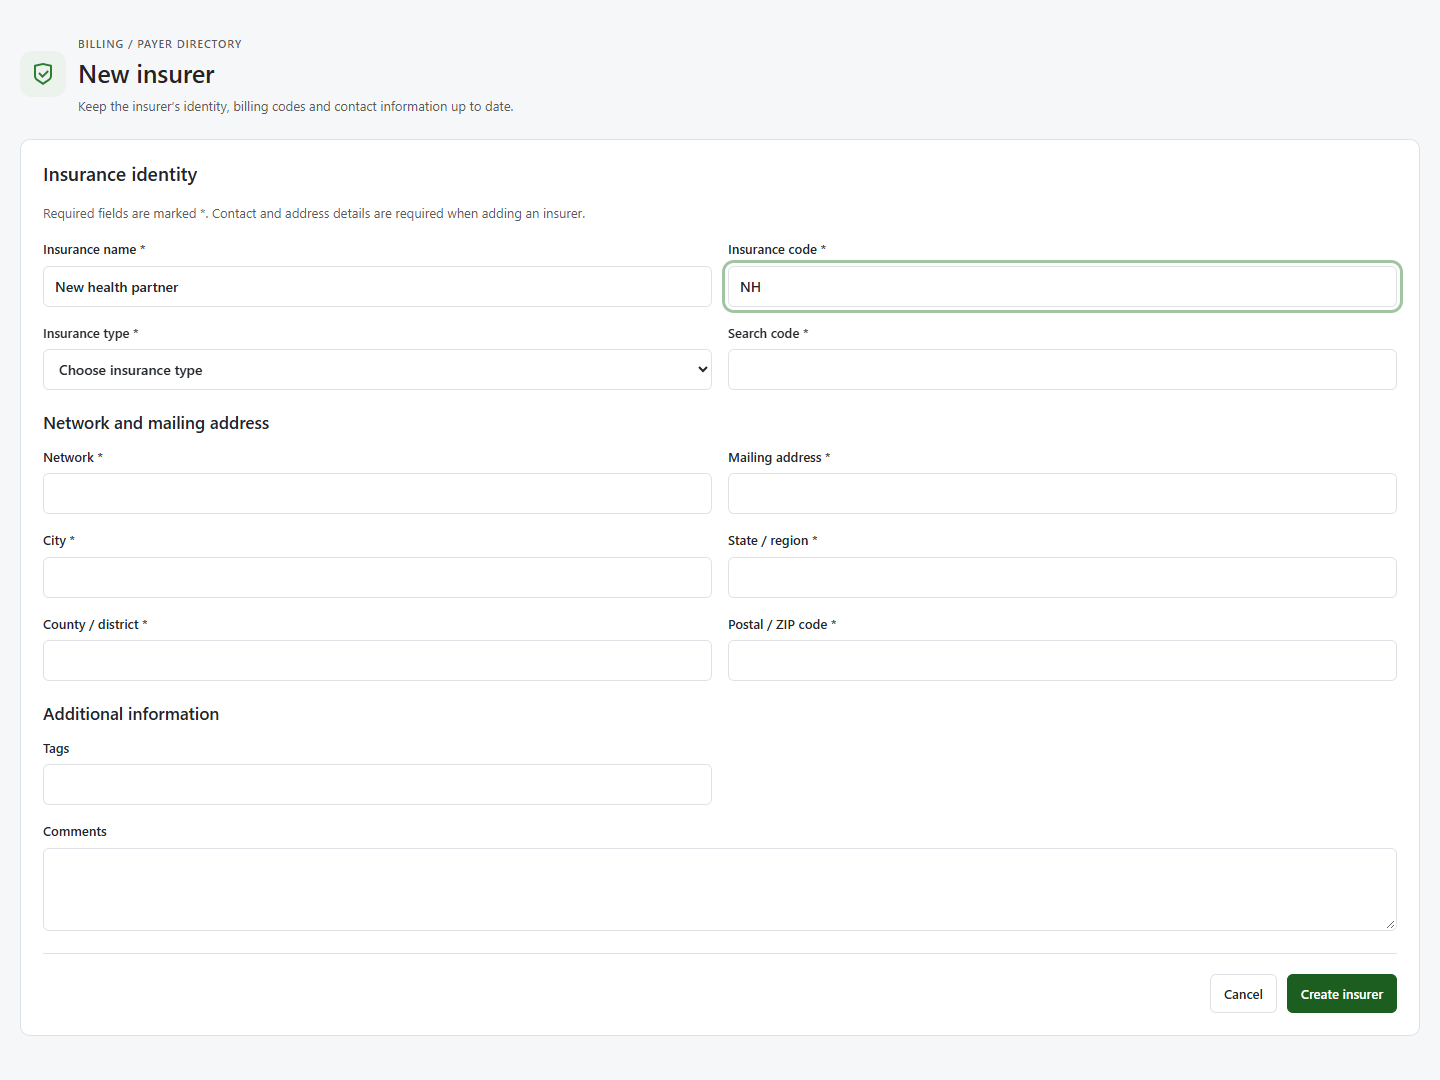 BILLING / PAYER DIRECTORY
New insurer
Keep the insurer's identity, billing codes and contact information up to date.
Insurance identity
Required fields are marked *. Contact and address details are required when adding an insurer.
Insurance name *
Insurance code *
New health partner
NH
Insurance type *
Search code *
Choose insurance type
Network and mailing address
Network *
Mailing address *
City *
State / region *
County / district *
Postal / ZIP code *
Additional information
Tags
Comments
Cancel
Create insurer